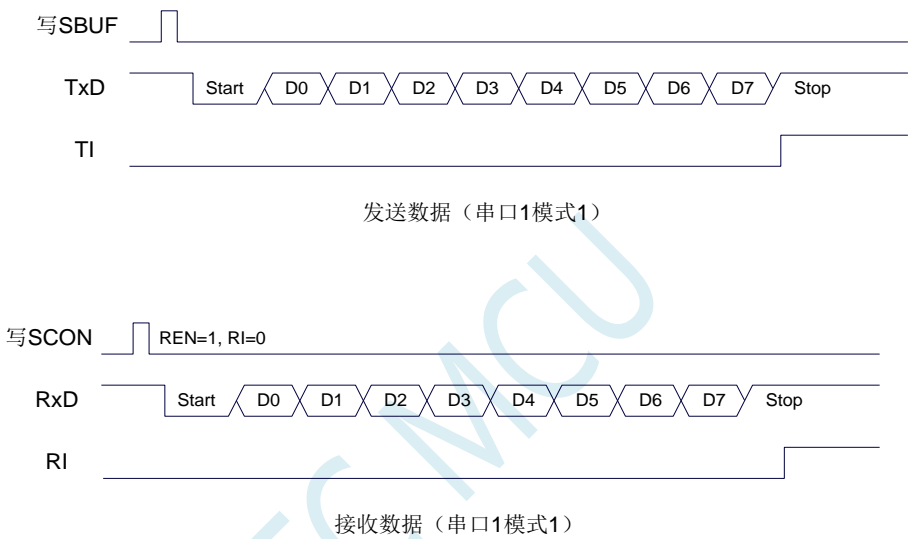 写SBUF
TxD Start D0 D1 D2 D3 D4 D5 D6 D7 Stop
TI
发送数据（串口1模式1）
写SCON REN=1, RI=0
RxD Start D0 D1 D2 D3 D4 D5 D6 D7 Stop
RI
接收数据（串口1模式1）
MCU